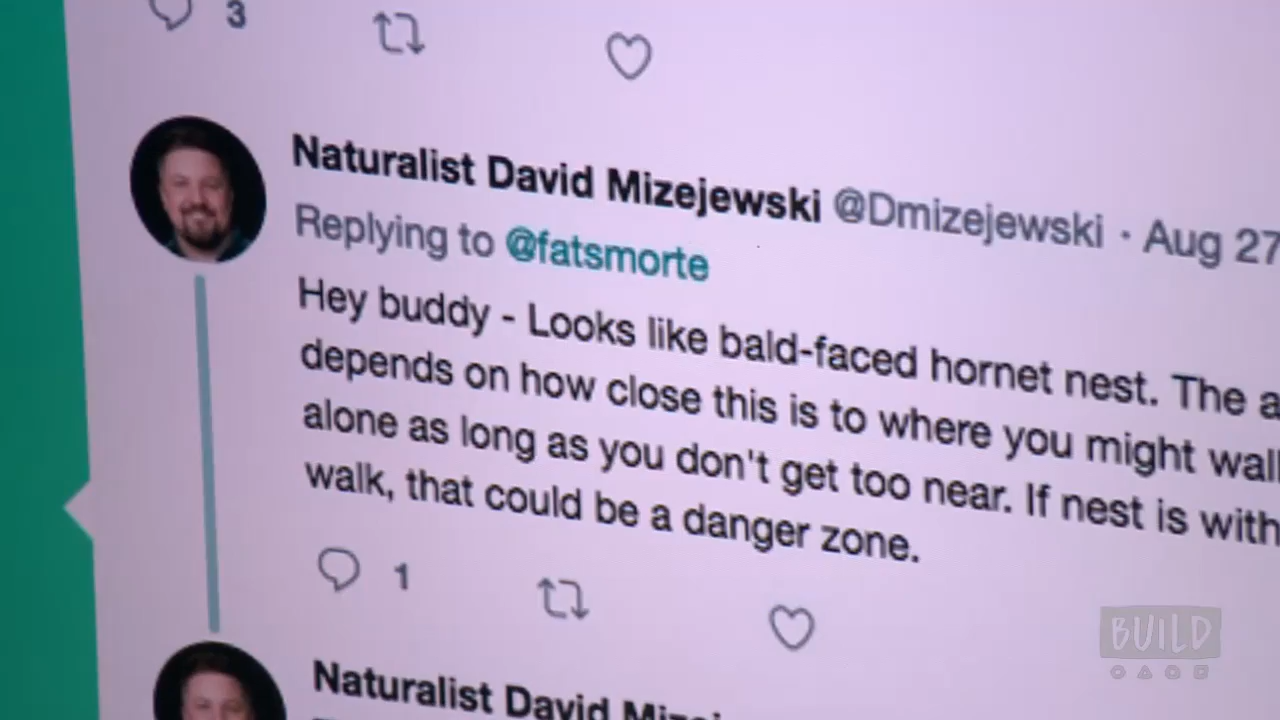 3
Naturalist David Mizejewski @Dmizejewski · Aug 27
Replying to @fatsmorte
Hey buddy - Looks like bald-faced hornet nest. The a
depends on how close this is to where you might wal
alone as long as you don't get too near. If nest is with
walk, that could be a danger zone.
1
Naturalist David
BUILD